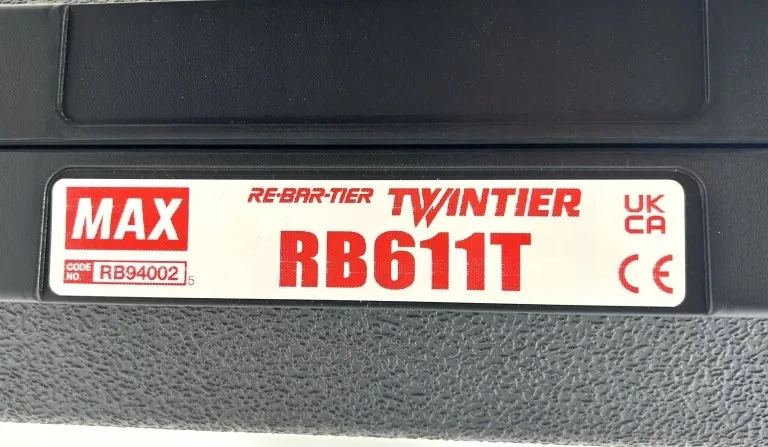 MAX
RE-BAR-TIER TWINTIER
RB611T
CODE NO. RB94002
5
UK
CA
CE